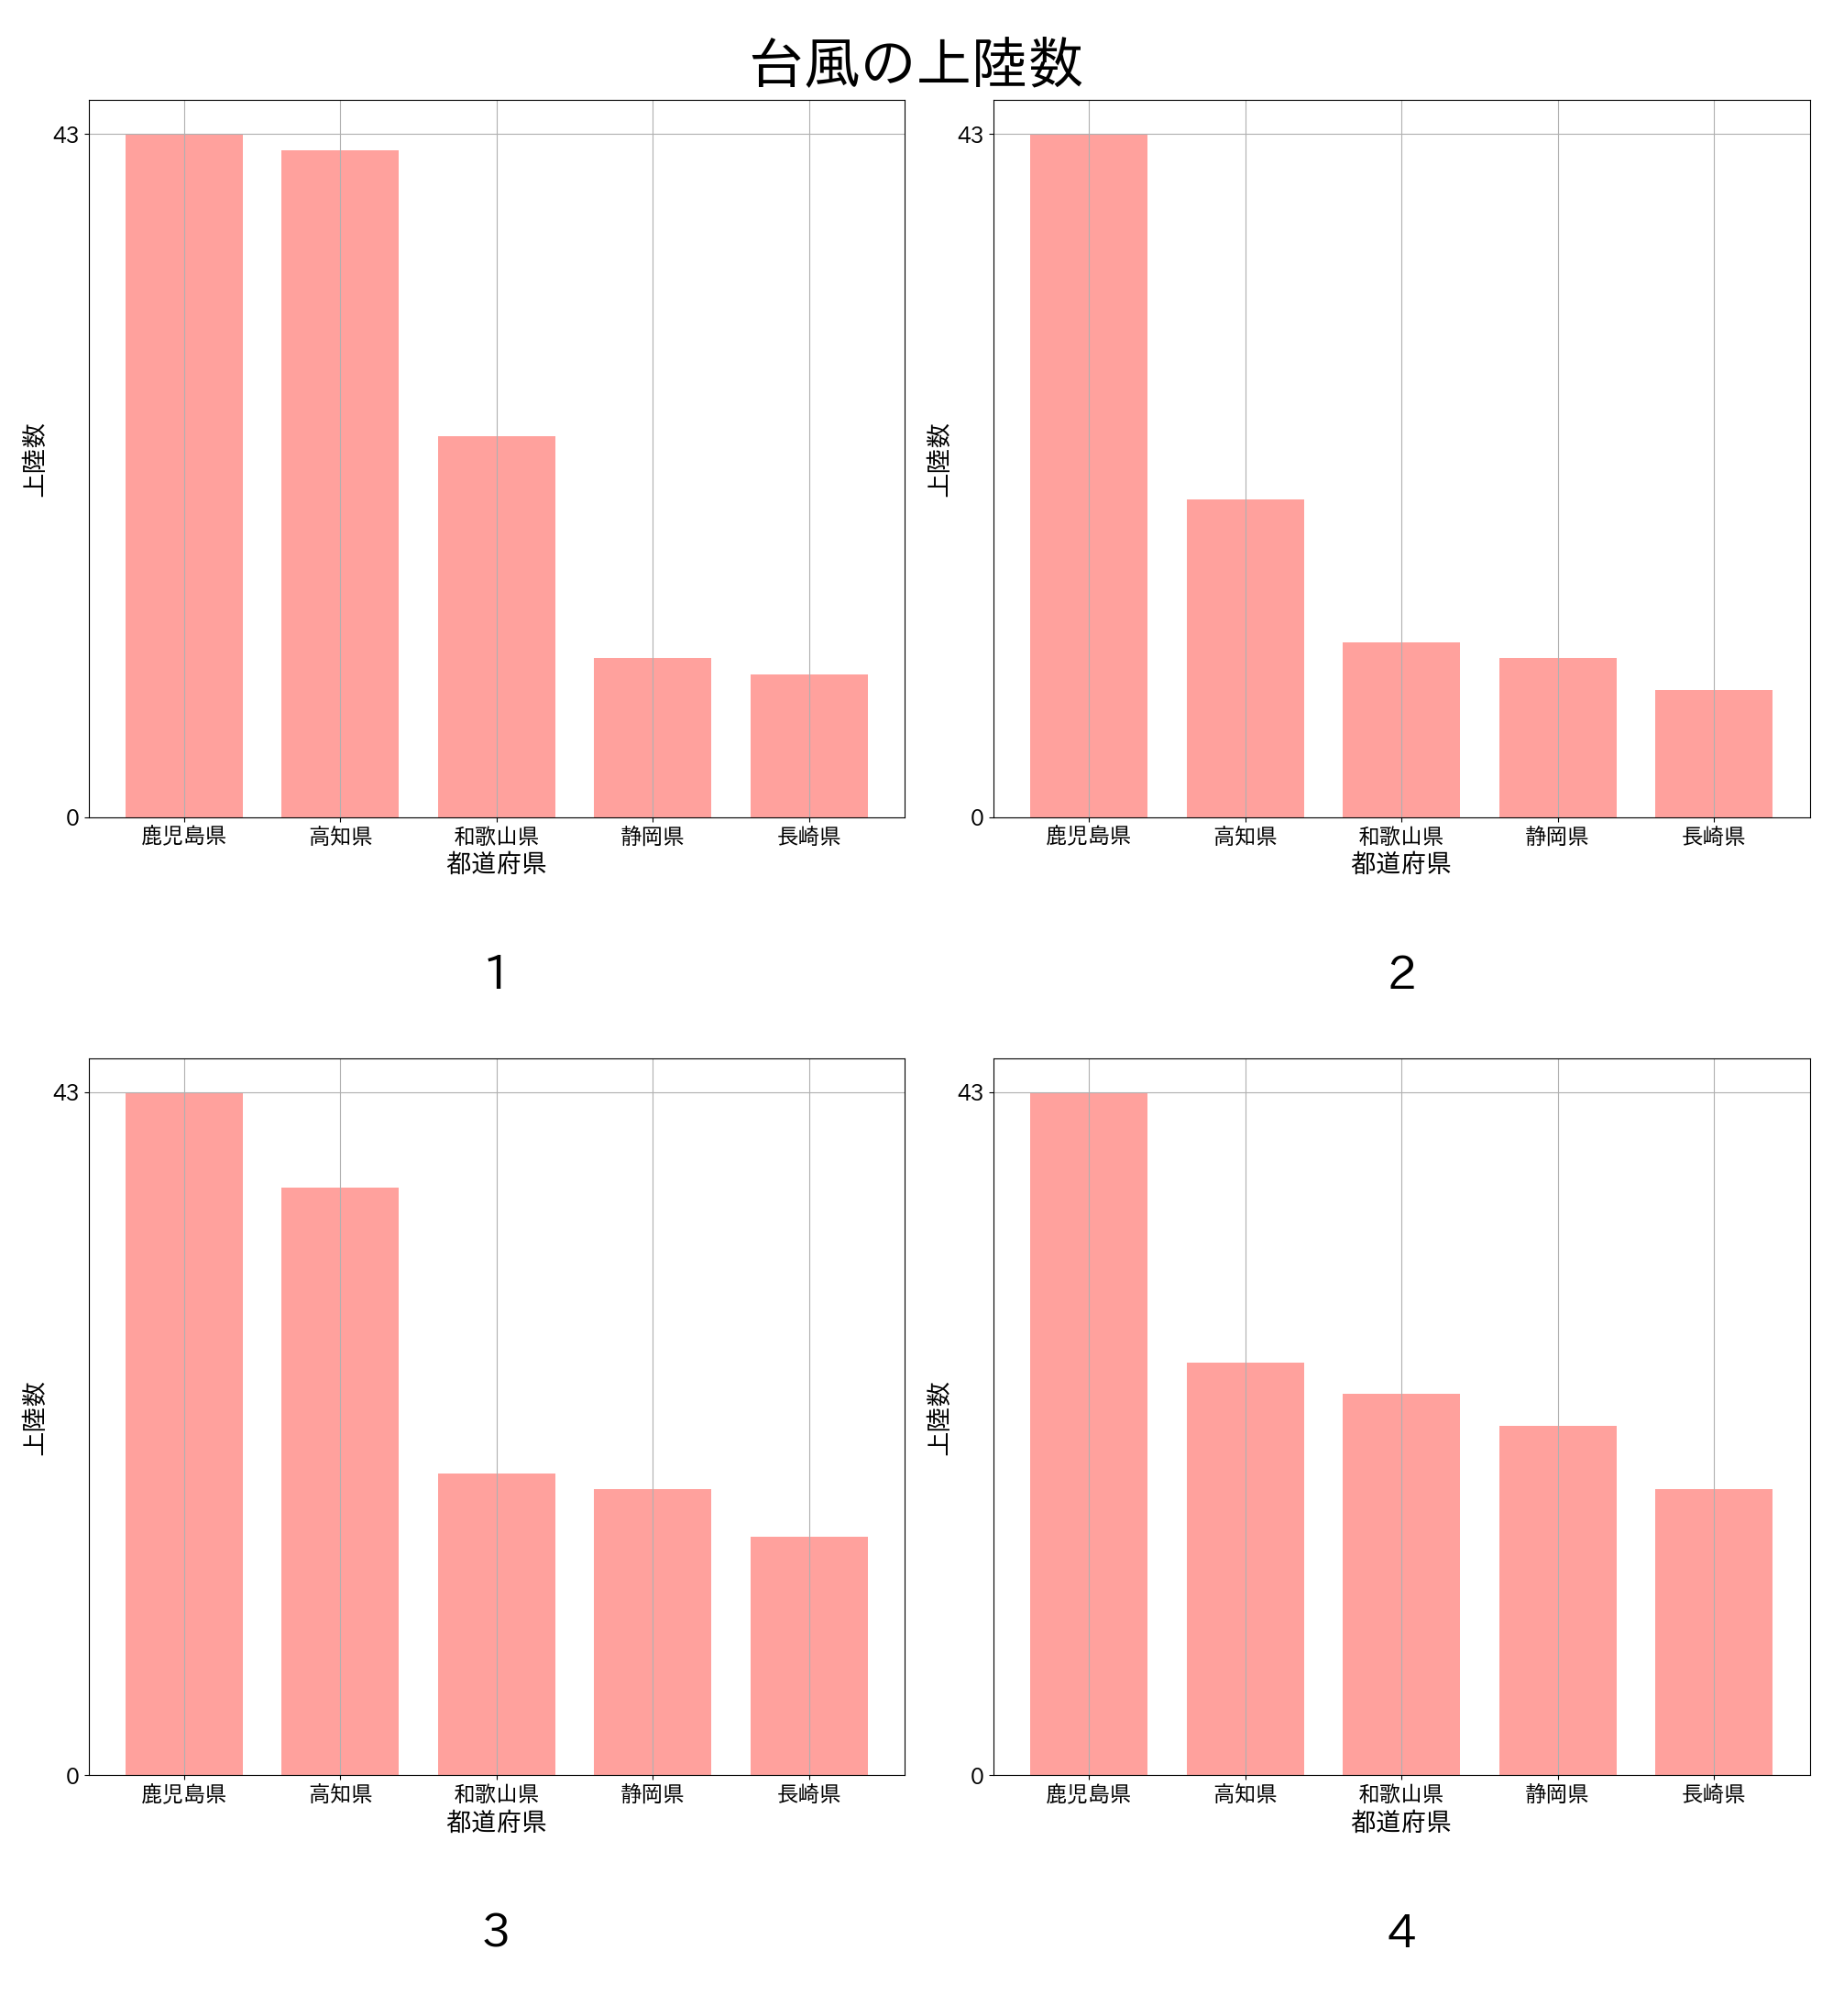 台風の上陸数
43
0
上陸数
鹿児島県 高知県 和歌山県 静岡県 長崎県
都道府県
1
43
0
上陸数
鹿児島県 高知県 和歌山県 静岡県 長崎県
都道府県
2
43
0
上陸数
鹿児島県 高知県 和歌山県 静岡県 長崎県
都道府県
3
43
0
上陸数
鹿児島県 高知県 和歌山県 静岡県 長崎県
都道府県
4